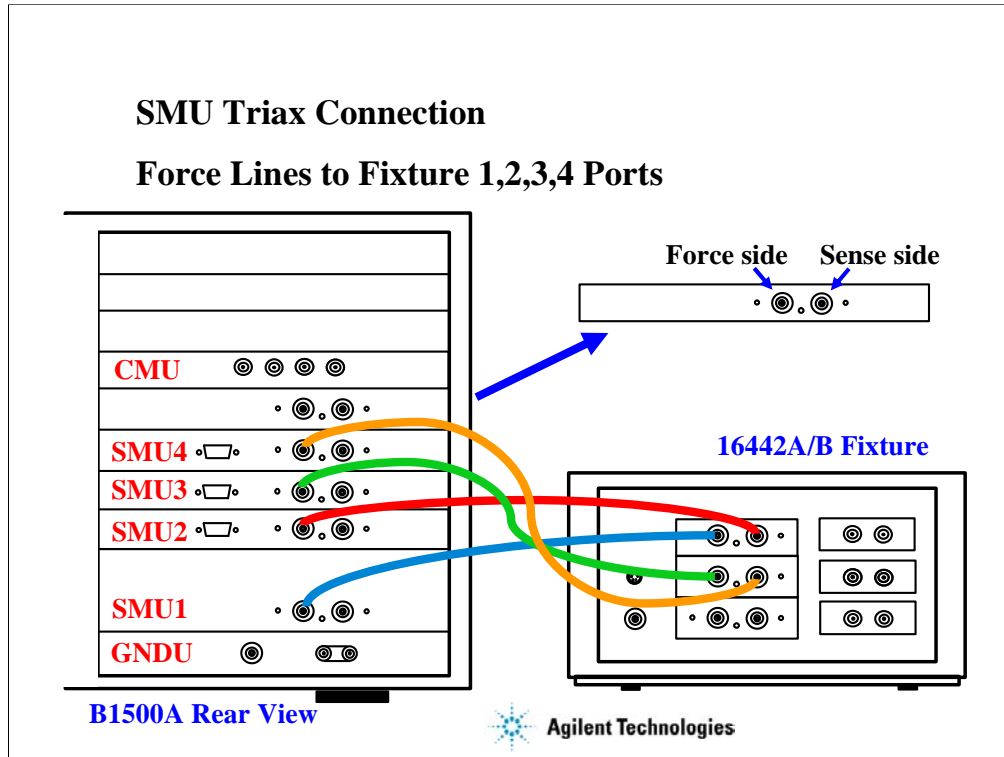 SMU Triax Connection
Force Lines to Fixture 1,2,3,4 Ports
Force side
Sense side
CMU
SMU4
SMU3
SMU2
SMU1
GNDU
16442A/B Fixture
B1500A Rear View
Agilent Technologies